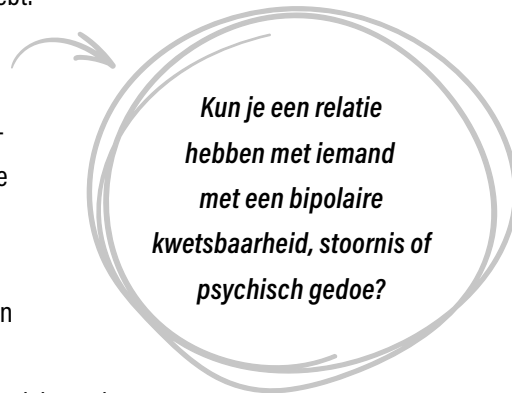 Kun je een relatie
hebben met iemand
met een bipolaire
kwetsbaarheid, stoornis of
psychisch gedoe?